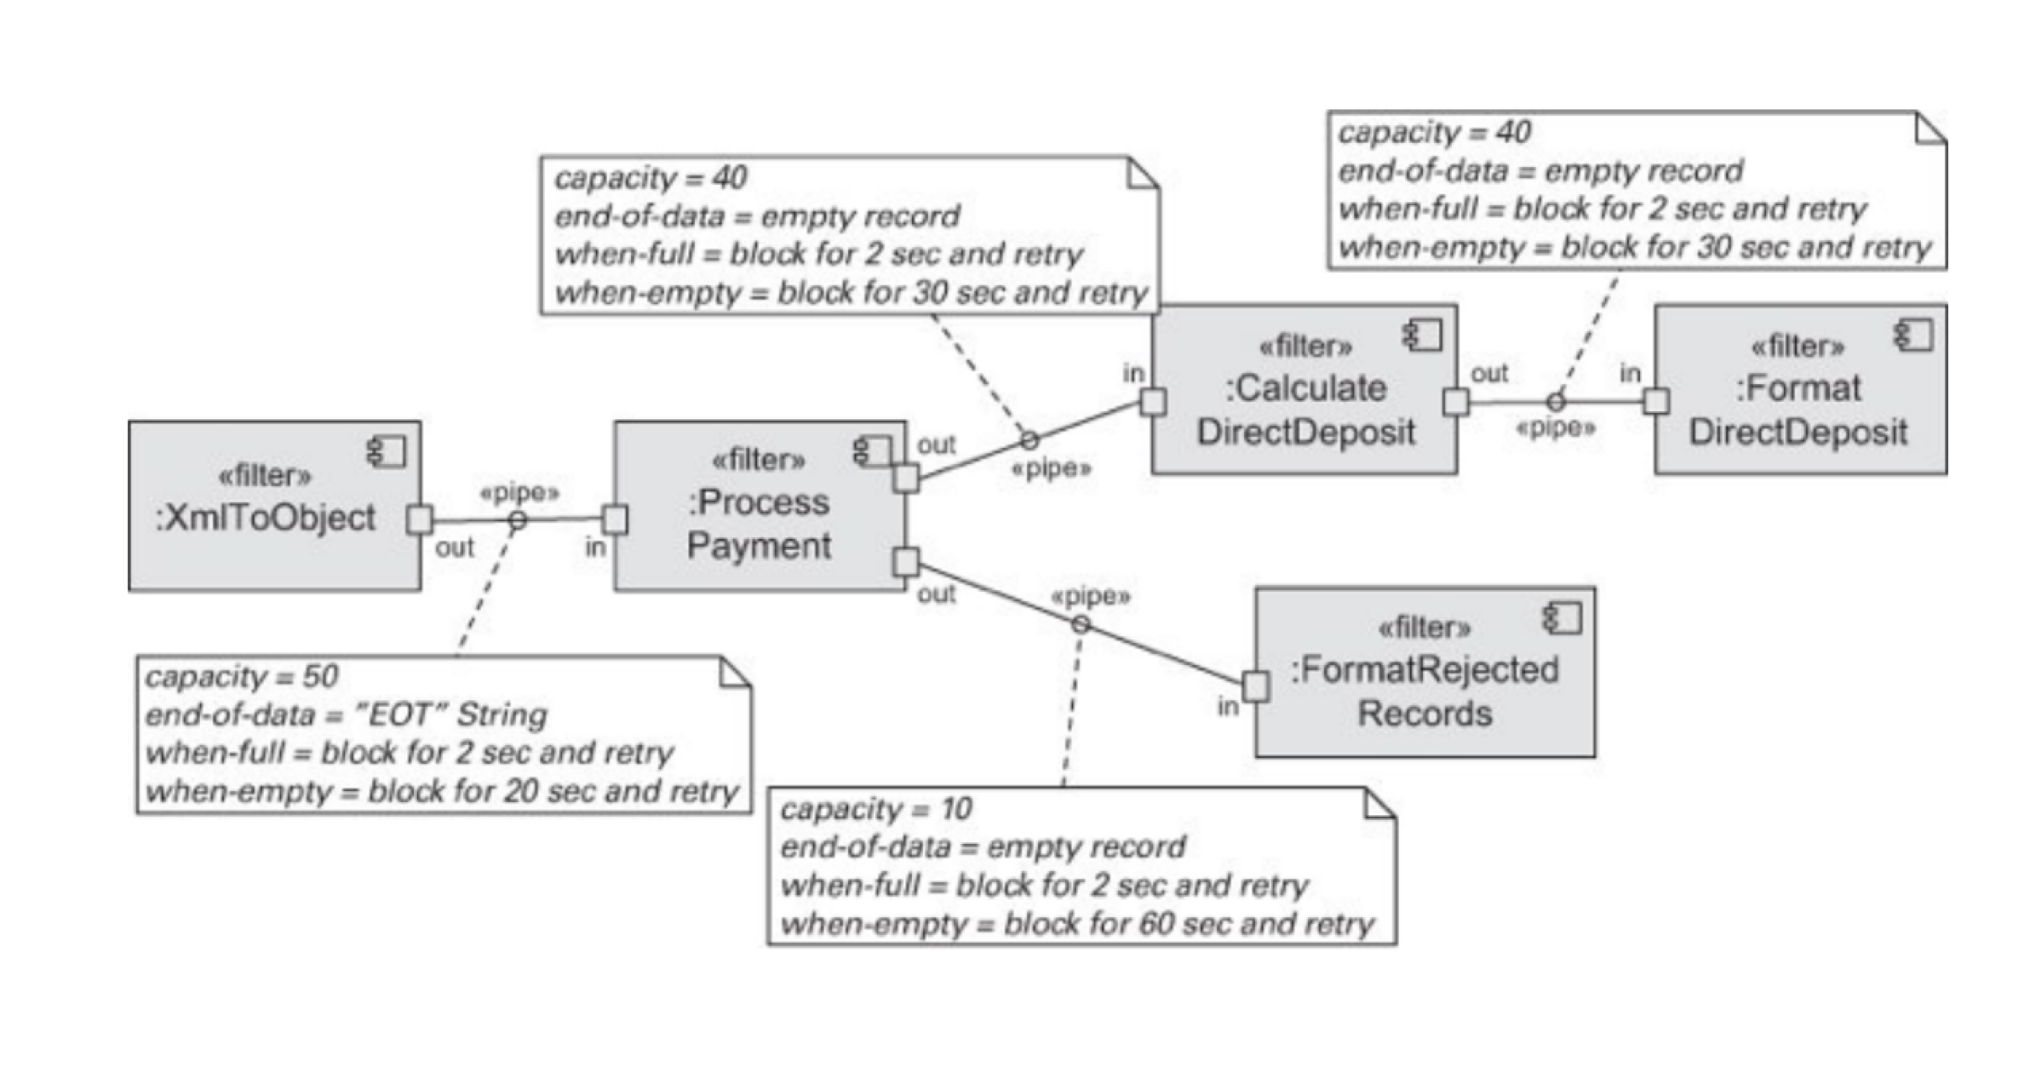 capacity = 40
end-of-data = empty record
when-full = block for 2 sec and retry
when-empty = block for 30 sec and retry
capacity = 40
end-of-data = empty record
when-full = block for 2 sec and retry
when-empty = block for 30 sec and retry
«filter»
:XmlToObject
out
«pipe»
in
«filter»
:Process
Payment
out
out
«pipe»
in
«filter»
:Calculate
DirectDeposit
out
«pipe»
in
«filter»
:Format
DirectDeposit
«pipe»
in
«filter»
:FormatRejected
Records
capacity = 50
end-of-data = "EOT" String
when-full = block for 2 sec and retry
when-empty = block for 20 sec and retry
capacity = 10
end-of-data = empty record
when-full = block for 2 sec and retry
when-empty = block for 60 sec and retry